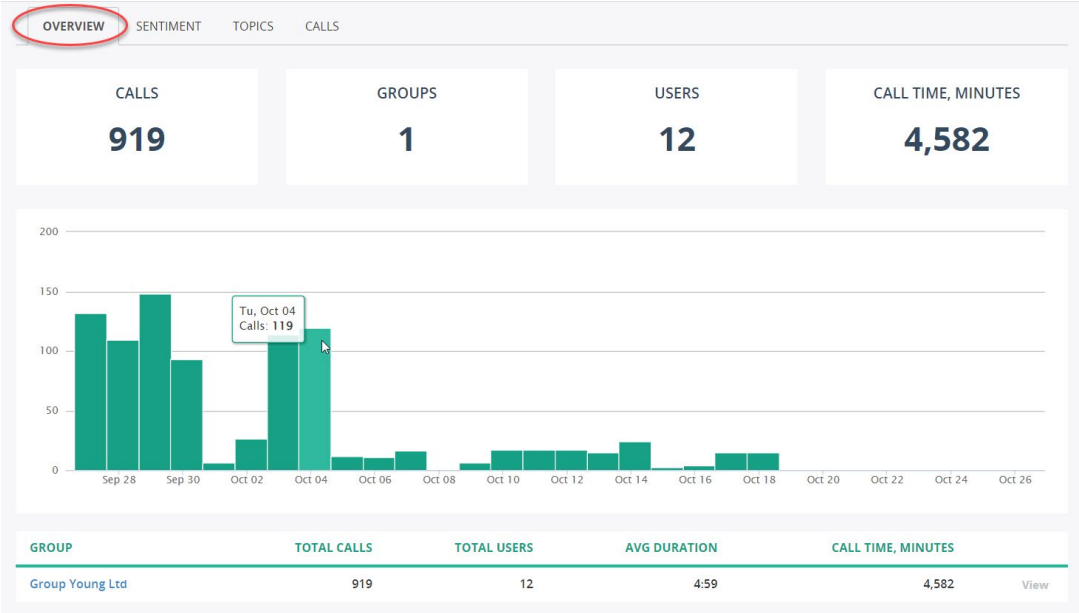 OVERVIEW SENTIMENT TOPICS CALLS
CALLS GROUPS USERS CALL TIME, MINUTES
919 1 12 4,582
200
150
Tu, Oct 04
Calls: 119
100
50
0
Sep 28 Sep 30 Oct 02 Oct 04 Oct 06 Oct 08 Oct 10 Oct 12 Oct 14 Oct 16 Oct 18 Oct 20 Oct 22 Oct 24 Oct 26
GROUP TOTAL CALLS TOTAL USERS AVG DURATION CALL TIME, MINUTES
Group Young Ltd 919 12 4:59 4,582 View